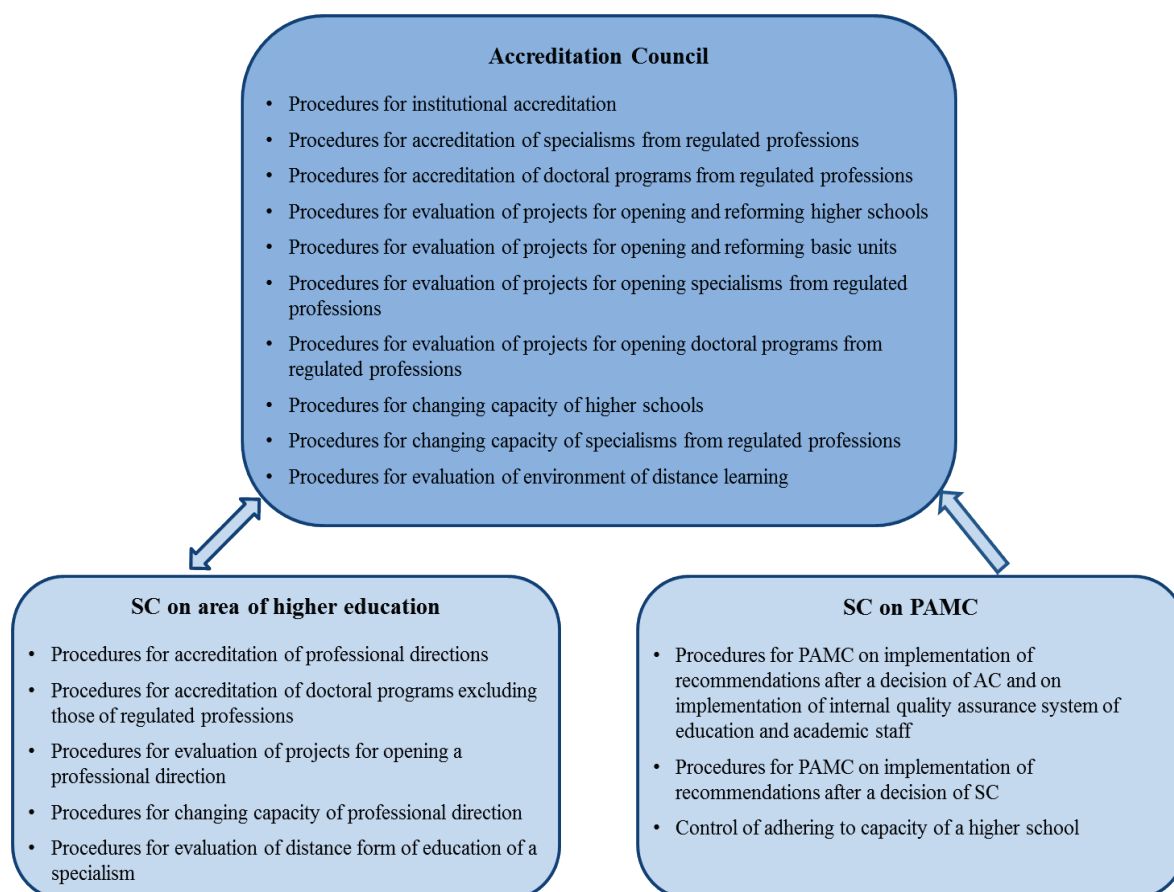 Accreditation Council
• Procedures for institutional accreditation
• Procedures for accreditation of specialisms from regulated professions
• Procedures for accreditation of doctoral programs from regulated professions
• Procedures for evaluation of projects for opening and reforming higher schools
• Procedures for evaluation of projects for opening and reforming basic units
• Procedures for evaluation of projects for opening specialisms from regulated
professions
• Procedures for evaluation of projects for opening doctoral programs from
regulated professions
• Procedures for changing capacity of higher schools
• Procedures for changing capacity of specialisms from regulated professions
• Procedures for evaluation of environment of distance learning
SC on area of higher education
• Procedures for accreditation of professional directions
• Procedures for accreditation of doctoral programs excluding
those of regulated professions
• Procedures for evaluation of projects for opening a
professional direction
• Procedures for changing capacity of professional direction
• Procedures for evaluation of distance form of education of a
specialism
SC on PAMC
• Procedures for PAMC on implementation of
recommendations after a decision of AC and on
implementation of internal quality assurance system of
education and academic staff
• Procedures for PAMC on implementation of
recommendations after a decision of SC
• Control of adhering to capacity of a higher school